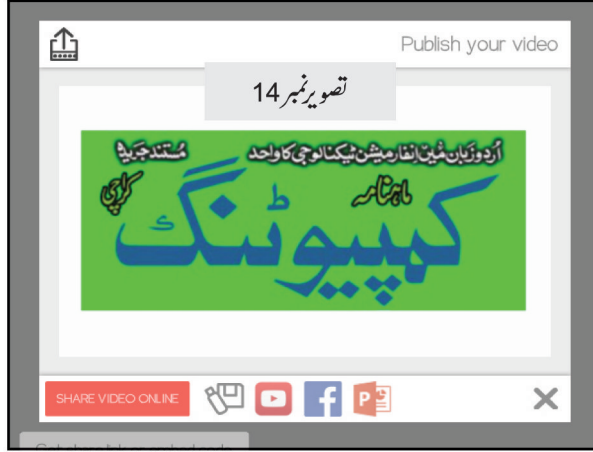 Publish your video
تصویر نمبر 14
اُردو زبان میں انفارمیشن ٹیکنالوجی کا واحد مستند جریدہ
ماہنامہ
کراچی
کمپیوٹنگ
SHARE VIDEO ONLINE